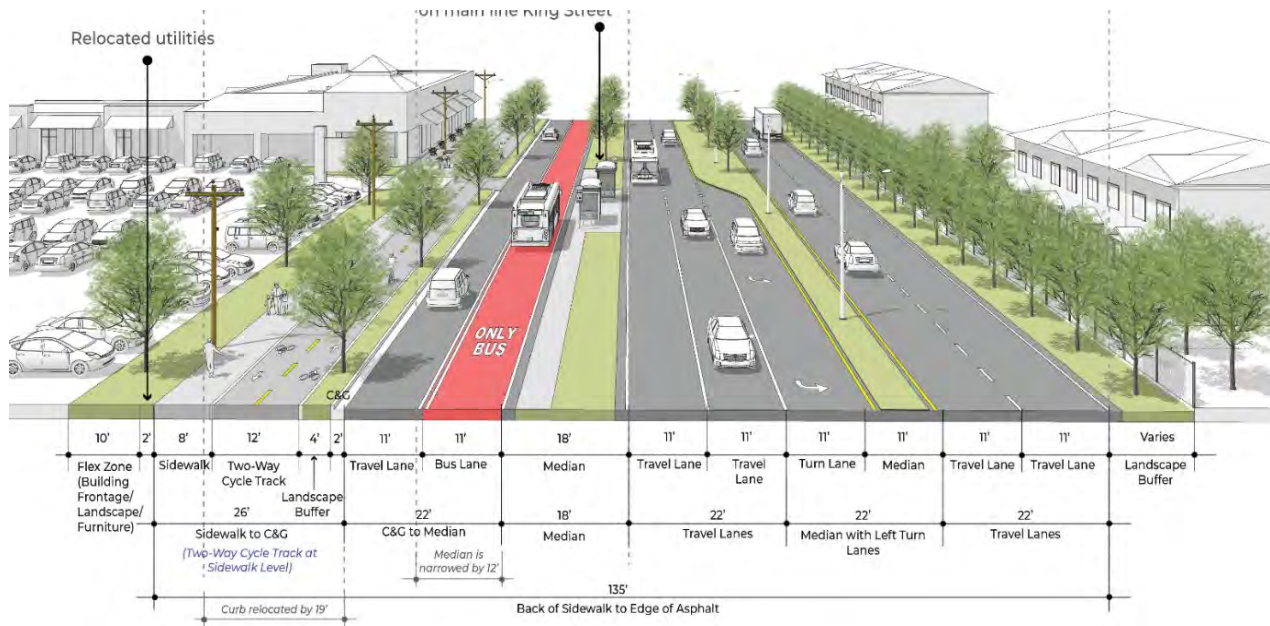 on main line King Street
Relocated utilities
ONLY
BUS
C&G
10' 2' 8' 12' 4' 2' 11' 11' 18' 11' 11' 11' 11' 11' 11' Varies
Flex Zone
(Building
Frontage/
Landscape/
Furniture)
Sidewalk
Two-Way
Cycle Track
Landscape
Buffer
Travel Lane
Bus Lane
Median
Travel Lane
Travel
Lane
Turn Lane
Median
Travel Lane
Travel Lane
Landscape
Buffer
26'
Sidewalk to C&G
(Two-Way Cycle Track at
Sidewalk Level)
22'
C&G to Median
18'
Median
22'
Travel Lanes
22'
Median with Left Turn
Lanes
22'
Travel Lanes
Median is
narrowed by 12'
135'
Back of Sidewalk to Edge of Asphalt
Curb relocated by 19'